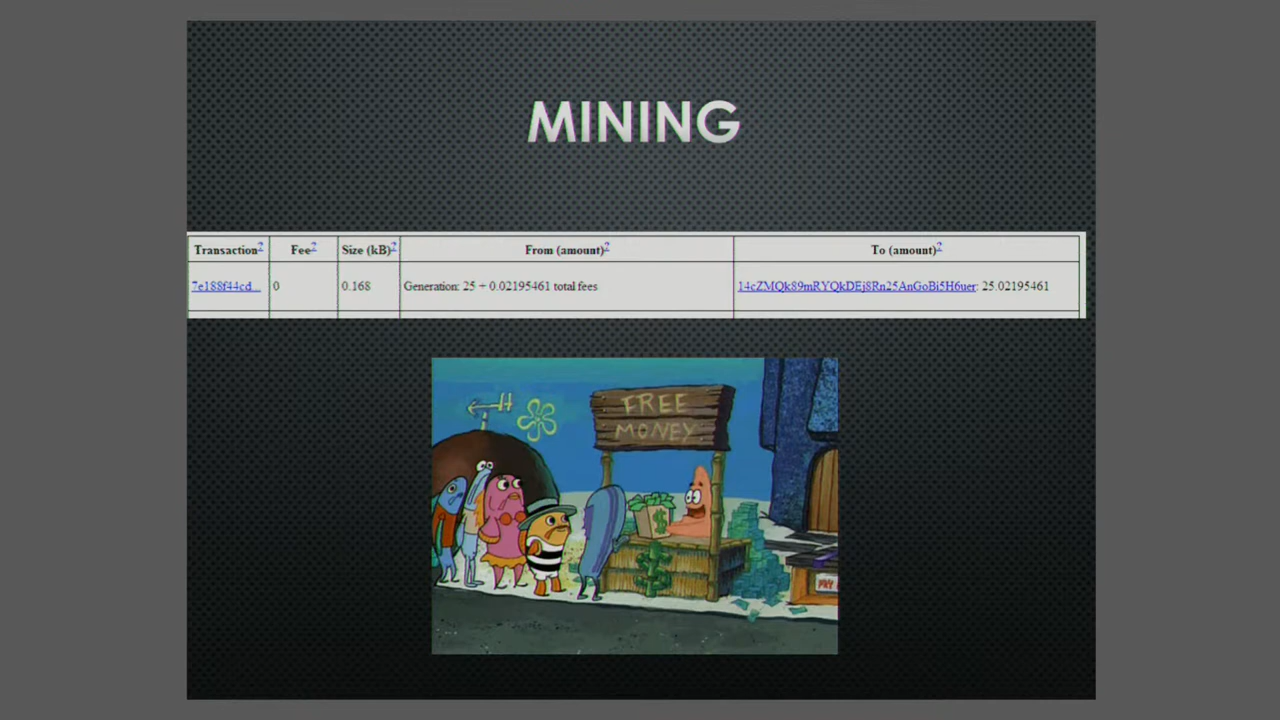 MINING
Transaction? Fee? Size (kB)? From (amount)? To (amount)?
7e188f44cd... 0 0.168 Generation: 25 + 0.02195461 total fees 14cZMQk89mRYQkDEj8Rn25AnGoBi5H6uer: 25.02195461
FREE
MONEY
$